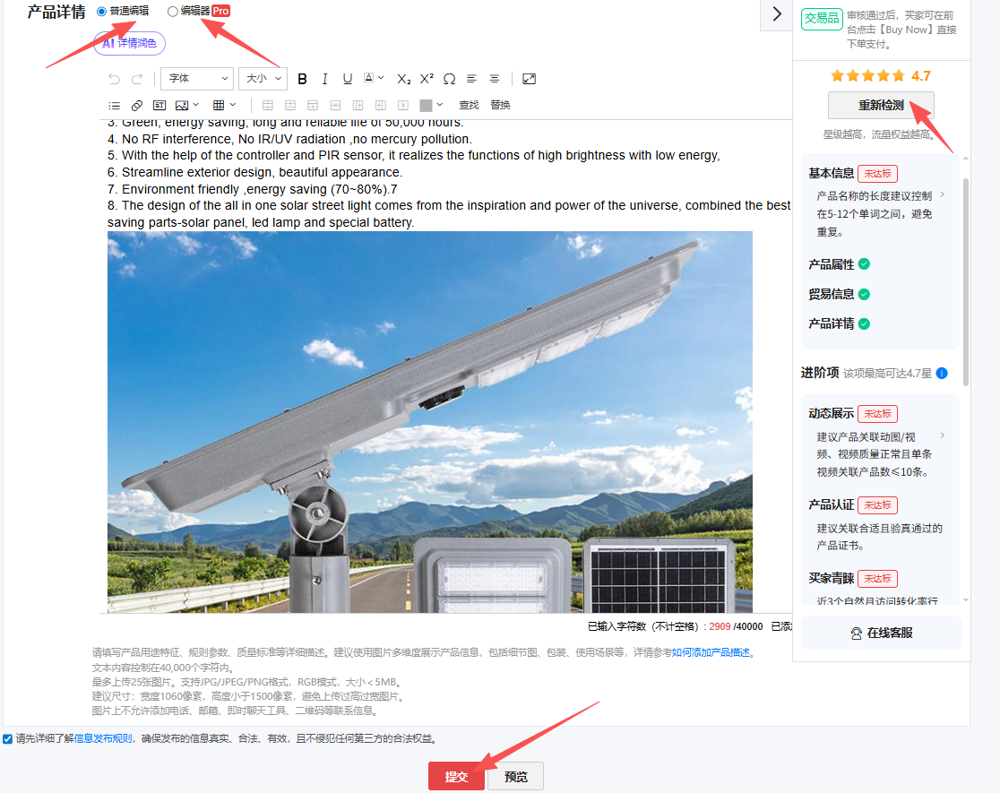 产品详情 普通编辑 编辑器 Pro
AI 详情润色
字体 大小 B I U A X₂ X² Ω
查找 替换
3. Green, energy saving, long and reliable life of 50,000 hours.
4. No RF interference, No IR/UV radiation ,no mercury pollution.
5. With the help of the controller and PIR sensor, it realizes the functions of high brightness with low energy,
6. Streamline exterior design, beautiful appearance.
7. Environment friendly ,energy saving (70~80%).7
8. The design of the all in one solar street light comes from the inspiration and power of the universe, combined the best
saving parts-solar panel, led lamp and special battery.
已输入字符数（不计空格）: 2909 /40000 已添加
请填写产品用途特征、规则参数、质量标准等详细描述。建议使用图片多维度展示产品信息，包括细节图、包装、使用场景等，详情参考如何添加产品描述。
文本内容控制在40,000个字符内。
最多上传25张图片。支持JPG/JPEG/PNG格式，RGB模式，大小＜5MB。
建议尺寸：宽度1060像素，高度小于1500像素，避免上传过高过宽图片。
图片上不允许添加电话、邮箱、即时聊天工具、二维码等联系信息。
请先详细了解信息发布规则，确保发布的信息真实、合法、有效，且不侵犯任何第三方的合法权益。
提交 预览
交易品 审核通过后，买家可在前
台点击【Buy Now】直接
下单支付。
4.7
重新检测
星级越高，流量权益越高。
基本信息 未达标
产品名称的长度建议控制
在5-12个单词之间，避免
重复。
产品属性
贸易信息
产品详情
进阶项 该项最高可达4.7星
动态展示 未达标
建议产品关联动图/视
频、视频质量正常且单条
视频关联产品数≤10条。
产品认证 未达标
建议关联合适且验真通过的
产品证书。
买家青睐 未达标
近3个自然月访问转化率行
在线客服